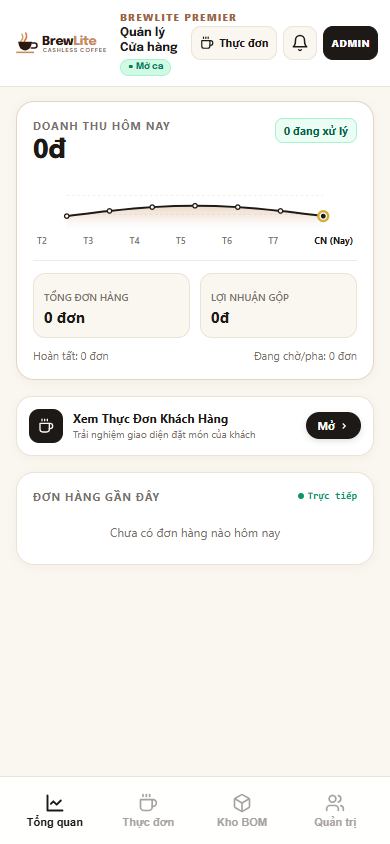 BrewLite
CASHLESS COFFEE
BREWLITE PREMIER
Quản lý
Cửa hàng
• Mở ca
Thực đơn
ADMIN
DOANH THU HÔM NAY
0đ
0 đang xử lý
T2 T3 T4 T5 T6 T7 CN (Nay)
TỔNG ĐƠN HÀNG
0 đơn
LỢI NHUẬN GỘP
0đ
Hoàn tất: 0 đơn
Đang chờ/pha: 0 đơn
Xem Thực Đơn Khách Hàng
Trải nghiệm giao diện đặt món của khách
Mở ›
ĐƠN HÀNG GẦN ĐÂY
Trực tiếp
Chưa có đơn hàng nào hôm nay
Tổng quan
Thực đơn
Kho BOM
Quản trị